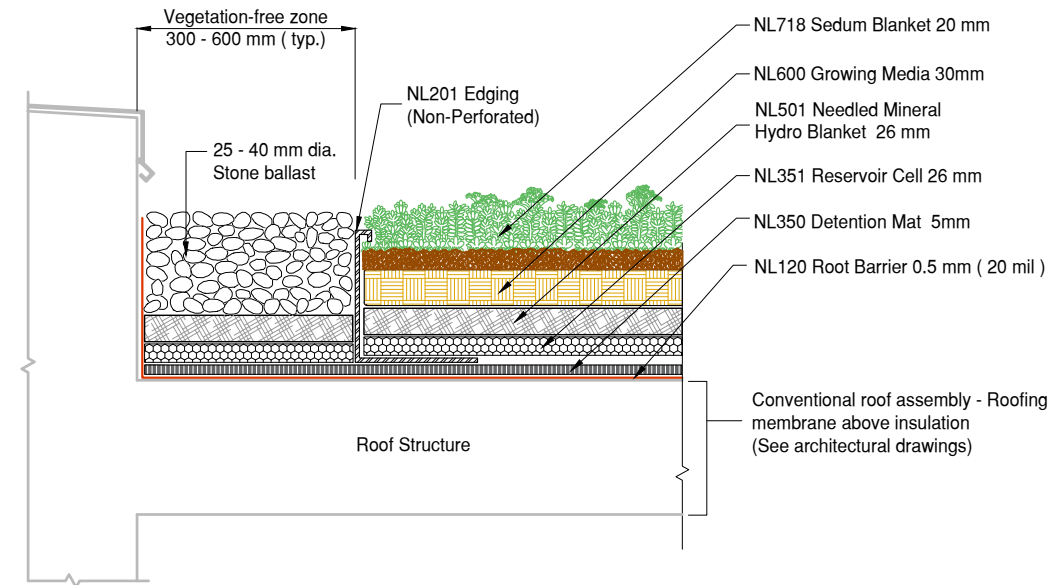 Vegetation-free zone
300 - 600 mm ( typ.)
NL201 Edging
(Non-Perforated)
25 - 40 mm dia.
Stone ballast
NL718 Sedum Blanket 20 mm
NL600 Growing Media 30mm
NL501 Needled Mineral
Hydro Blanket 26 mm
NL351 Reservoir Cell 26 mm
NL350 Detention Mat 5mm
NL120 Root Barrier 0.5 mm ( 20 mil )
Conventional roof assembly - Roofing
membrane above insulation
(See architectural drawings)
Roof Structure